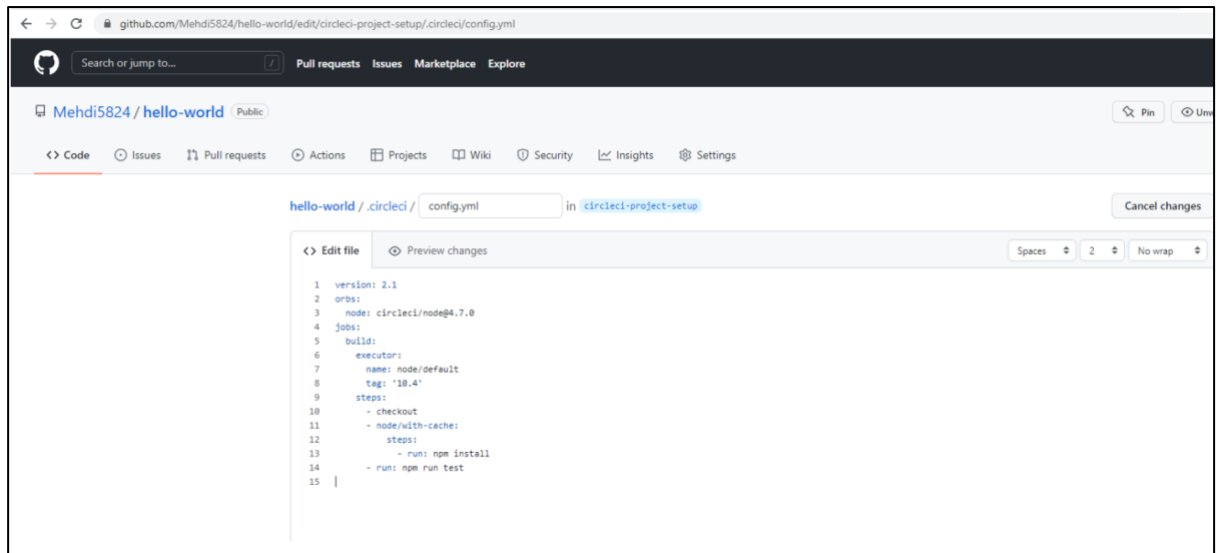 github.com/Mehdi5824/hello-world/edit/circleci-project-setup/.circleci/config.yml
Search or jump to... / Pull requests Issues Marketplace Explore
Mehdi5824 / hello-world Public Pin
<> Code Issues Pull requests Actions Projects Wiki Security Insights Settings
hello-world / .circleci / config.yml in circleci-project-setup Cancel changes
<> Edit file Preview changes Spaces 2 No wrap
1 version: 2.1
2 orbs:
3   node: circleci/node@4.7.0
4 jobs:
5   build:
6     executor:
7       name: node/default
8       tag: '10.4'
9     steps:
10       - checkout
11       - node/with-cache:
12           steps:
13             - run: npm install
14       - run: npm run test
15